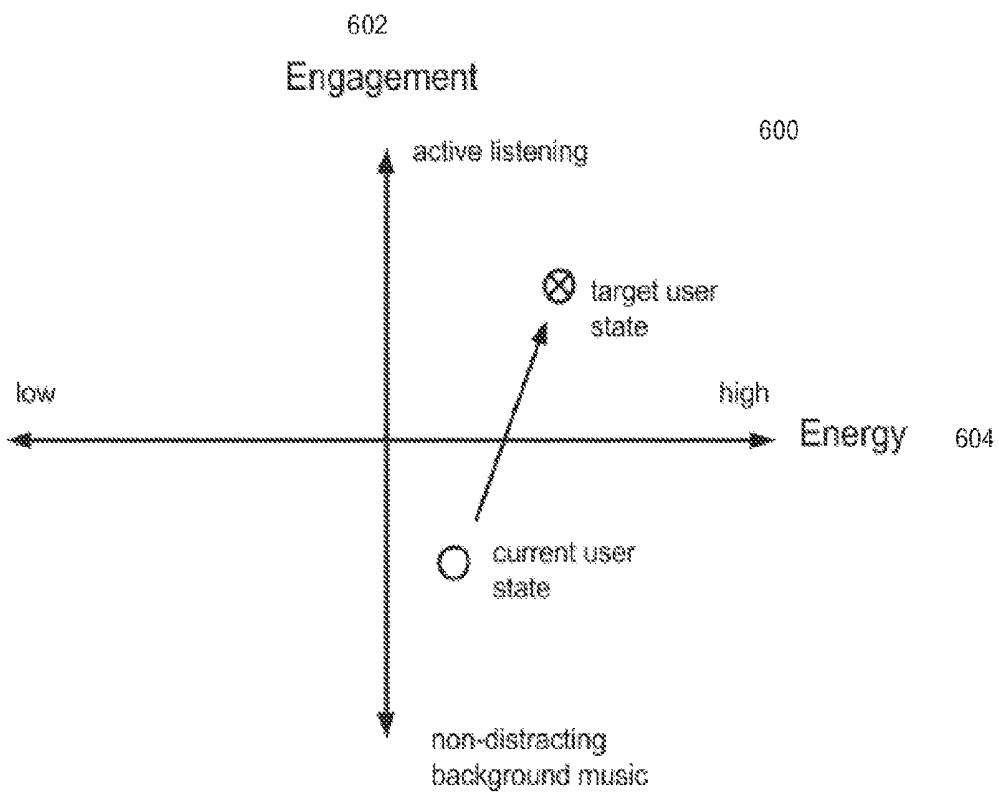 602
Engagement
600
active listening
target user
state
low
high
Energy
604
current user
state
non-distracting
background music